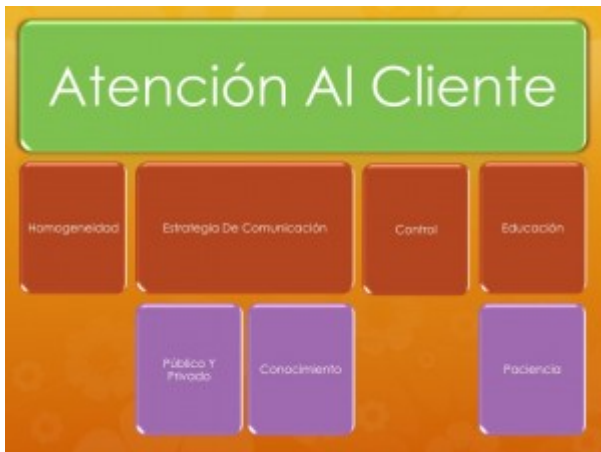 Atención Al Cliente
Homogeneidad
Estrategia De Comunicación
Control
Educación
Público Y
Privado
Conocimiento
Paciencia